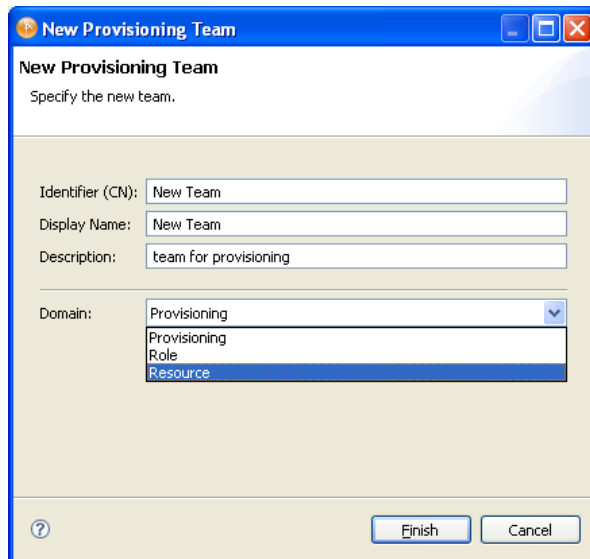 New Provisioning Team
New Provisioning Team
Specify the new team.
Identifier (CN): New Team
Display Name: New Team
Description: team for provisioning
Domain: Provisioning
Provisioning
Role
Resource
? Finish Cancel